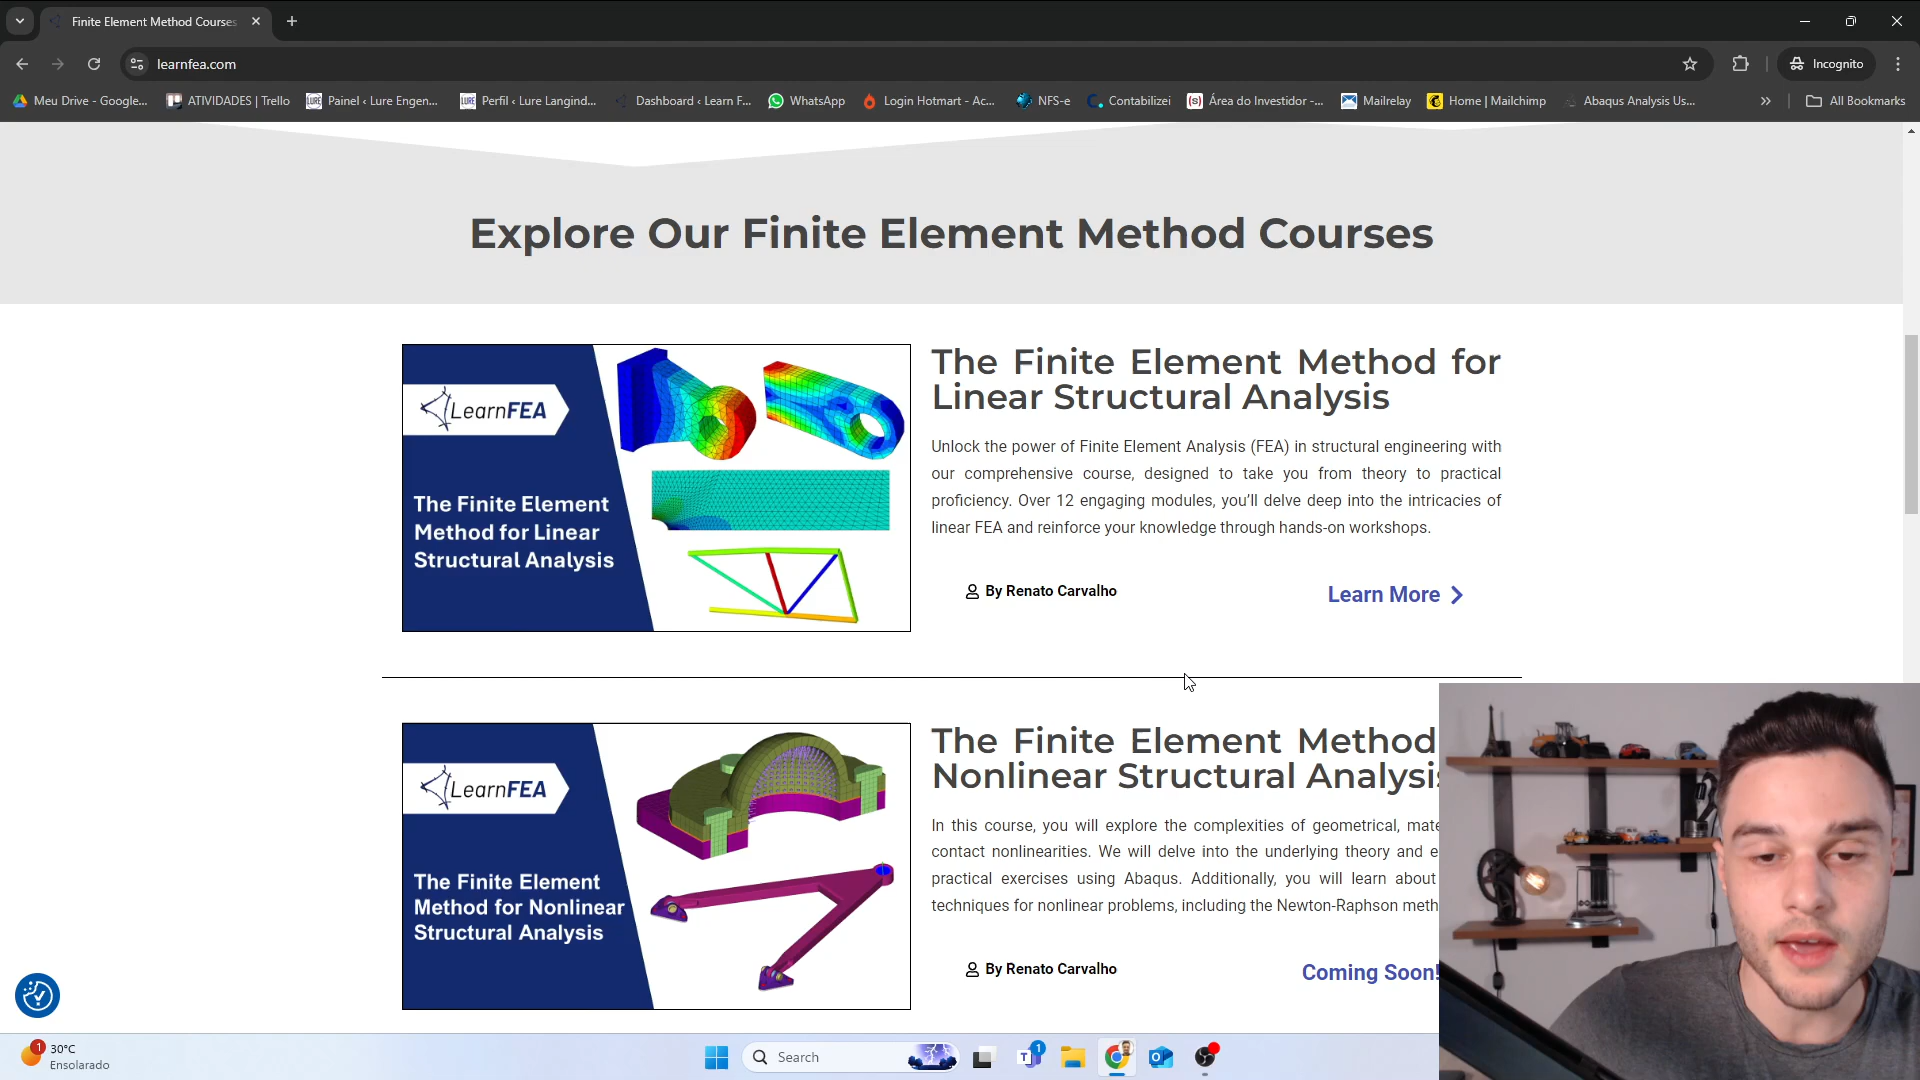 Finite Element Method Courses
learnfea.com
Incognito
Meu Drive - Google...
ATIVIDADES | Trello
Painel ‹ Lure Engen...
Perfil ‹ Lure Langind...
Dashboard ‹ Learn F...
WhatsApp
Login Hotmart - Ac...
NFS-e
Contabilizei
Área do Investidor -...
Mailrelay
Home | Mailchimp
Abaqus Analysis Us...
All Bookmarks
Explore Our Finite Element Method Courses
LearnFEA
The Finite Element
Method for Linear
Structural Analysis
The Finite Element Method for
Linear Structural Analysis
Unlock the power of Finite Element Analysis (FEA) in structural engineering with
our comprehensive course, designed to take you from theory to practical
proficiency. Over 12 engaging modules, you'll delve deep into the intricacies of
linear FEA and reinforce your knowledge through hands-on workshops.
By Renato Carvalho
Learn More
LearnFEA
The Finite Element
Method for Nonlinear
Structural Analysis
The Finite Element Method
Nonlinear Structural Analysis
In this course, you will explore the complexities of geometrical, mate
contact nonlinearities. We will delve into the underlying theory and e
practical exercises using Abaqus. Additionally, you will learn about
techniques for nonlinear problems, including the Newton-Raphson meth
By Renato Carvalho
Coming Soon!
1
30°C
Ensolarado
Search
T
1